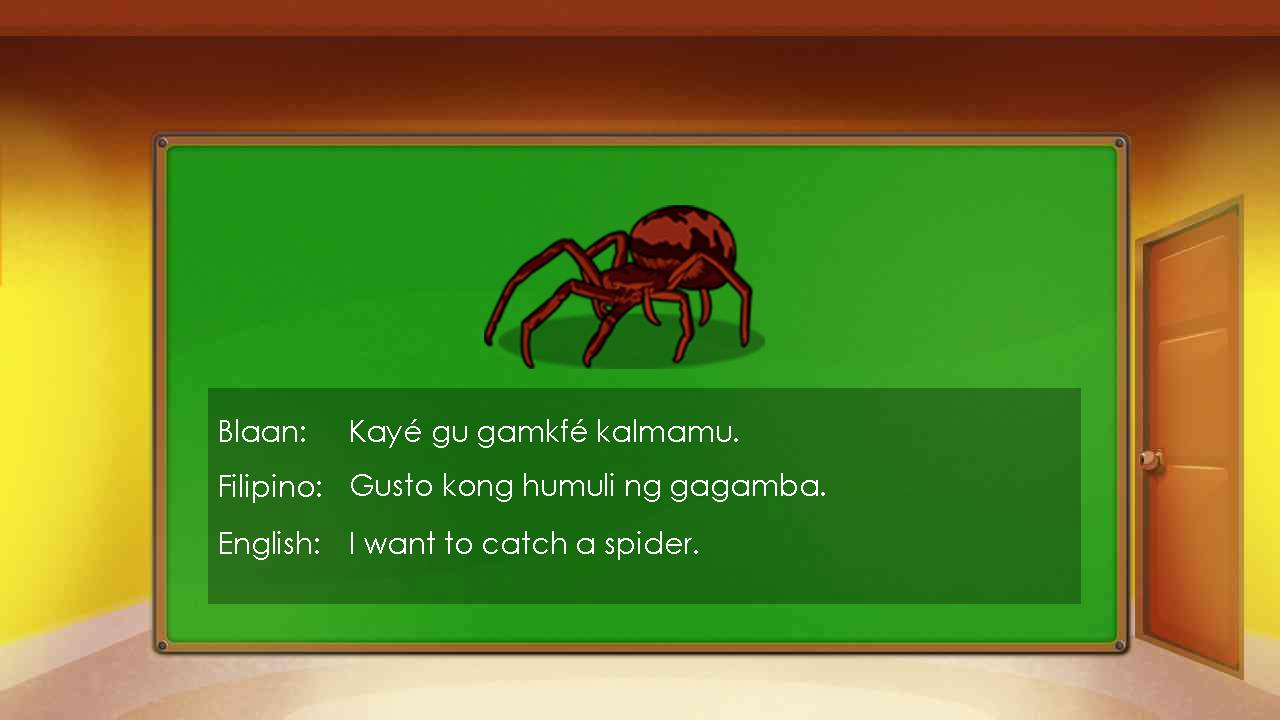 Blaan: Kayé gu gamkfé kalmamu.
Filipino: Gusto kong humuli ng gagamba.
English: I want to catch a spider.